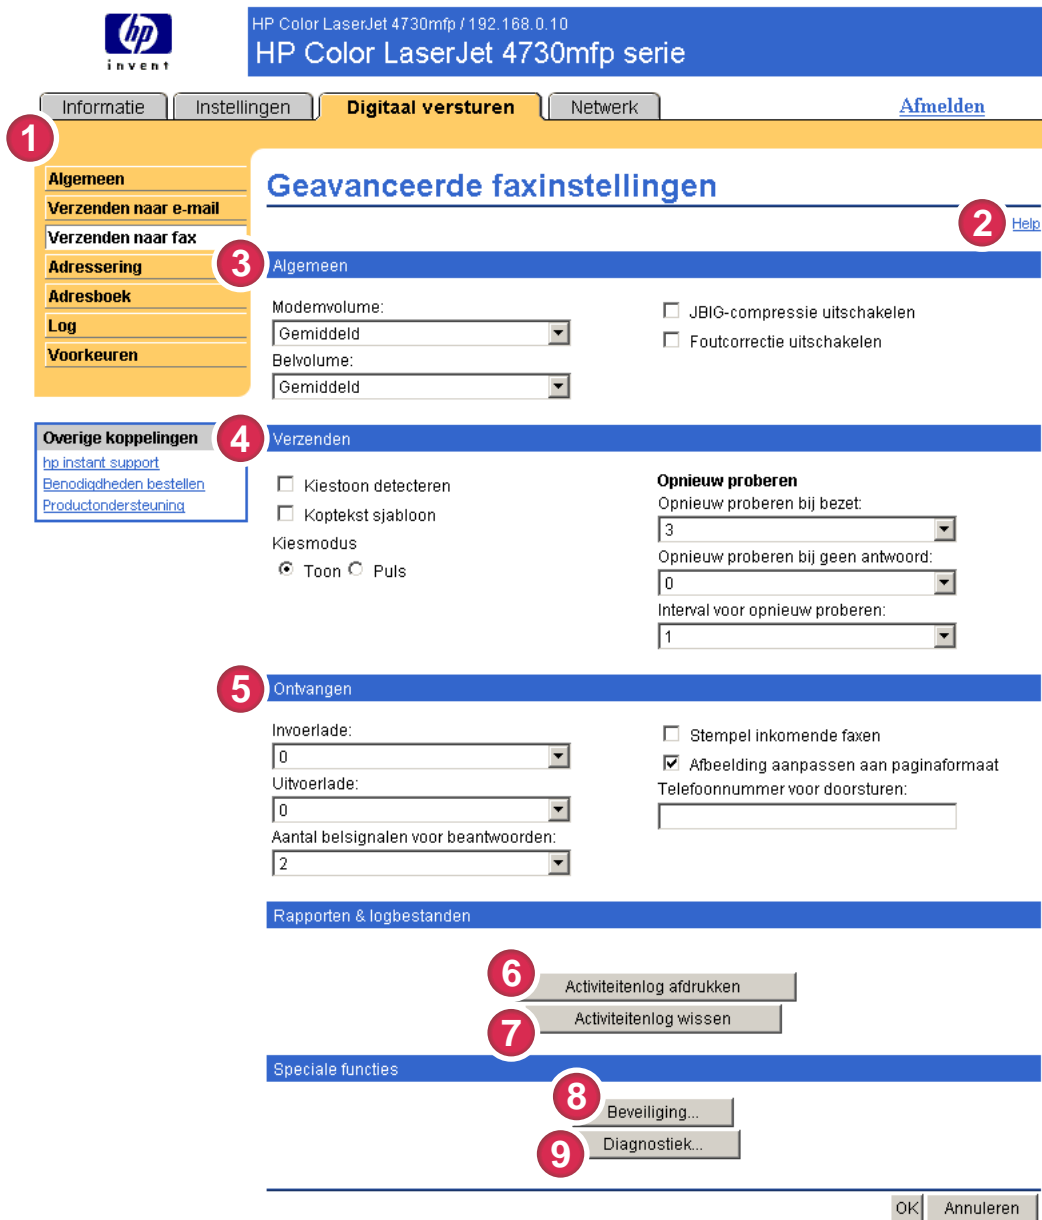 hp
invent
HP Color LaserJet 4730mfp / 192.168.0.10
HP Color LaserJet 4730mfp serie
Informatie
Instellingen
Digitaal versturen
Netwerk
Afmelden
1
Algemeen
Verzenden naar e-mail
Verzenden naar fax
Adressering
Adresboek
Log
Voorkeuren
Overige koppelingen
hp instant support
Benodigdheden bestellen
Productondersteuning
Geavanceerde faxinstellingen
2
Help
3
Algemeen
Modemvolume:
Gemiddeld
Belvolume:
Gemiddeld
JBIG-compressie uitschakelen
Foutcorrectie uitschakelen
4
Verzenden
Kiestoon detecteren
Koptekst sjabloon
Kiesmodus
Toon
Puls
Opnieuw proberen
Opnieuw proberen bij bezet:
3
Opnieuw proberen bij geen antwoord:
0
Interval voor opnieuw proberen:
1
5
Ontvangen
Invoerlade:
0
Uitvoerlade:
0
Aantal belsignalen voor beantwoorden:
2
Stempel inkomende faxen
Afbeelding aanpassen aan paginaformaat
Telefoonnummer voor doorsturen:
Rapporten & logbestanden
6
Activiteitenlog afdrukken
7
Activiteitenlog wissen
Speciale functies
8
Beveiliging...
9
Diagnostiek...
OK
Annuleren